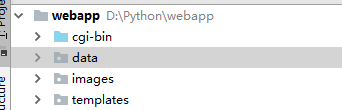 webapp D:\Python\webapp
cgi-bin
data
images
templates